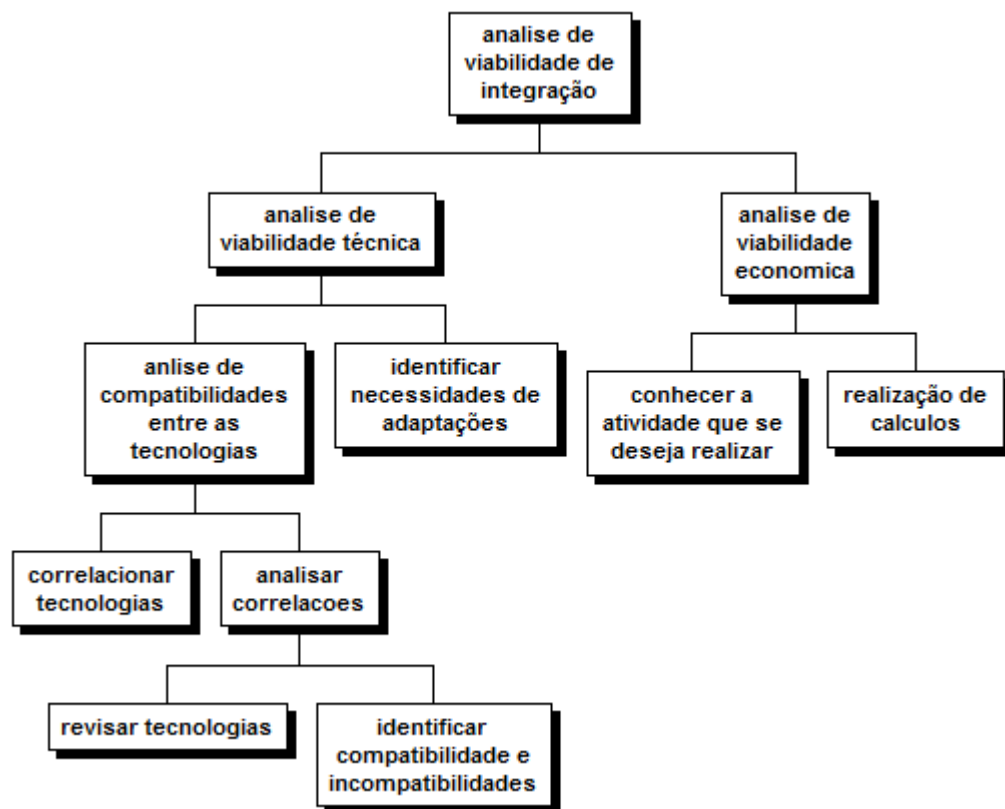 analise de
viabilidade de
integração
analise de
viabilidade técnica
analise de
viabilidade
economica
anlise de
compatibilidades
entre as
tecnologias
identificar
necessidades de
adaptações
conhecer a
atividade que se
deseja realizar
realização de
calculos
correlacionar
tecnologias
analisar
correlacoes
revisar tecnologias
identificar
compatibilidade e
incompatibilidades